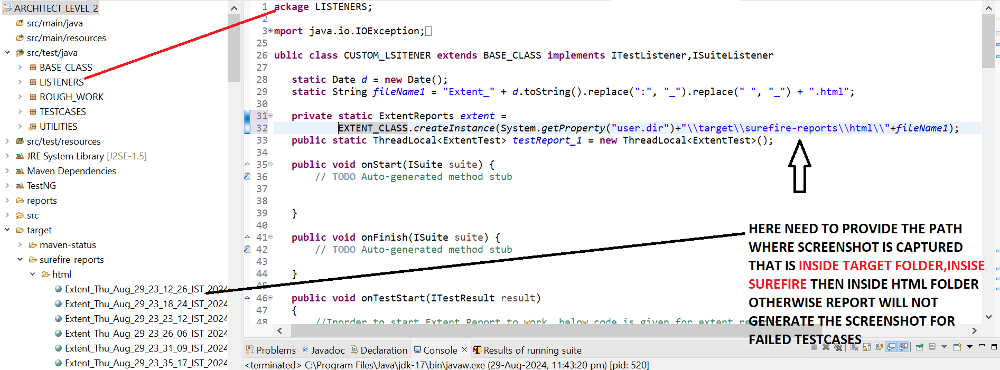 ARCHITECT_LEVEL_2
src/main/java
src/main/resources
src/test/java
BASE_CLASS
LISTENERS
ROUGH_WORK
TESTCASES
UTILITIES
src/test/resources
JRE System Library [J2SE-1.5]
Maven Dependencies
TestNG
reports
src
target
maven-status
surefire-reports
html
Extent_Thu_Aug_29_23_12_26_IST_2024
Extent_Thu_Aug_29_23_18_24_IST_2024
Extent_Thu_Aug_29_23_23_12_IST_2024
Extent_Thu_Aug_29_23_26_06_IST_2024
Extent_Thu_Aug_29_23_31_09_IST_2024
Extent_Thu_Aug_29_23_35_17_IST_2024
1 ackage LISTENERS;
2
3 mport java.io.IOException;
25
26 ublic class CUSTOM_LSITENER extends BASE_CLASS implements ITestListener,ISuiteListener
27
28 static Date d = new Date();
29 static String fileName1 = "Extent_" + d.toString().replace(":", "_").replace(" ", "_") + ".html";
30
31 private static ExtentReports extent =
32 EXTENT_CLASS.createInstance(System.getProperty("user.dir")+"\\target\\surefire-reports\\html\\"+fileName1);
33 public static ThreadLocal<ExtentTest> testReport_1 = new ThreadLocal<ExtentTest>();
34
35 public void onStart(ISuite suite) {
36 // TODO Auto-generated method stub
37
38
39 }
40
41 public void onFinish(ISuite suite) {
42 // TODO Auto-generated method stub
43
44 }
45
46 public void onTestStart(ITestResult result)
47 {
48 //Inorder to start Extent Report to work, below code is given for extent reports
HERE NEED TO PROVIDE THE PATH
WHERE SCREENSHOT IS CAPTURED
THAT IS INSIDE TARGET FOLDER,INSISE
SUREFIRE THEN INSIDE HTML FOLDER
OTHERWISE REPORT WILL NOT
GENERATE THE SCREENSHOT FOR
FAILED TESTCASES
Problems @ Javadoc Declaration Console Results of running suite
<terminated> C:\Program Files\Java\jdk-17\bin\javaw.exe (29-Aug-2024, 11:43:20 pm) [pid: 520]